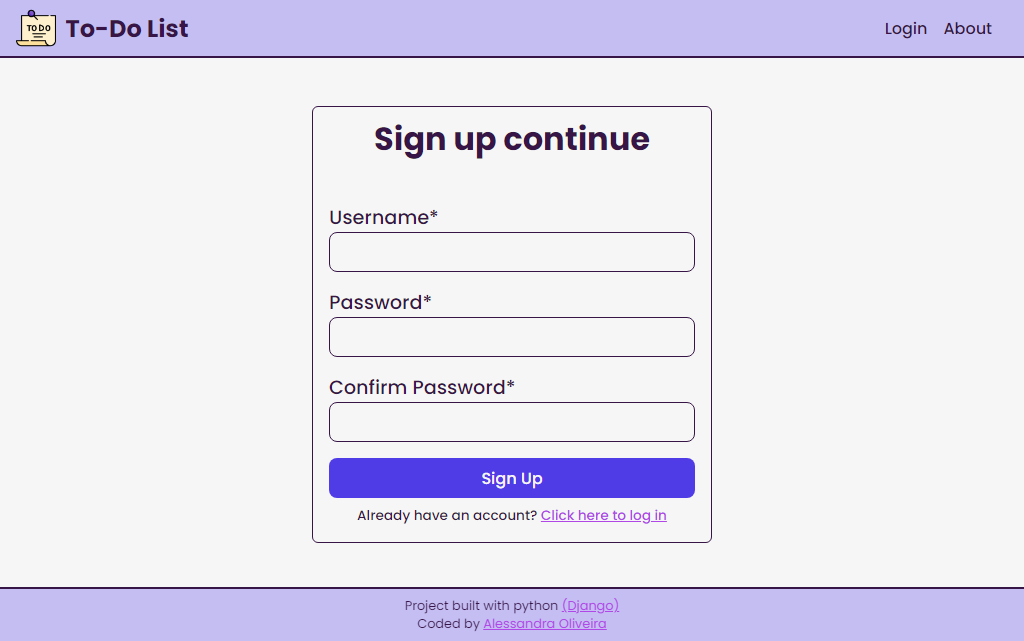 TO DO
To-Do List
Login
About
Sign up continue
Username*
Password*
Confirm Password*
Sign Up
Already have an account? Click here to log in
Project built with python (Django)
Coded by Alessandra Oliveira